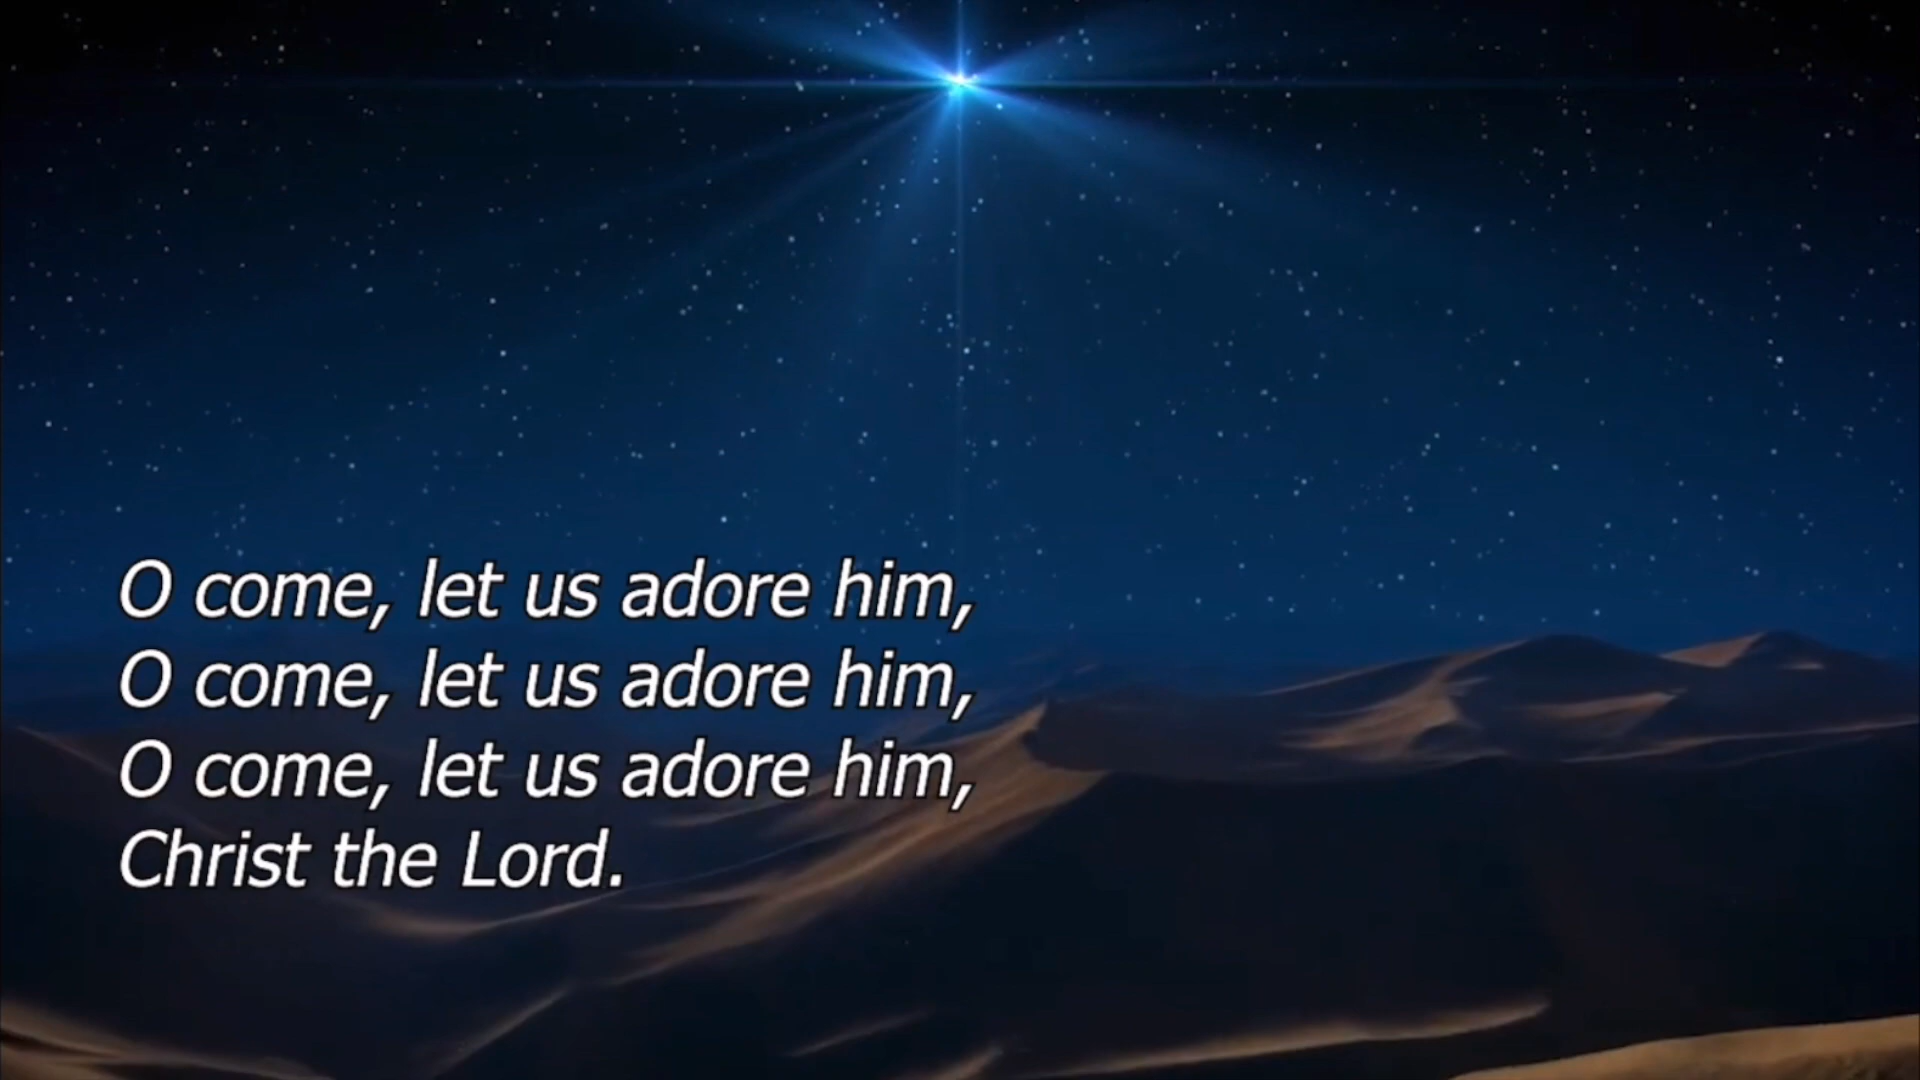 O come, let us adore him,
O come, let us adore him,
O come, let us adore him,
Christ the Lord.